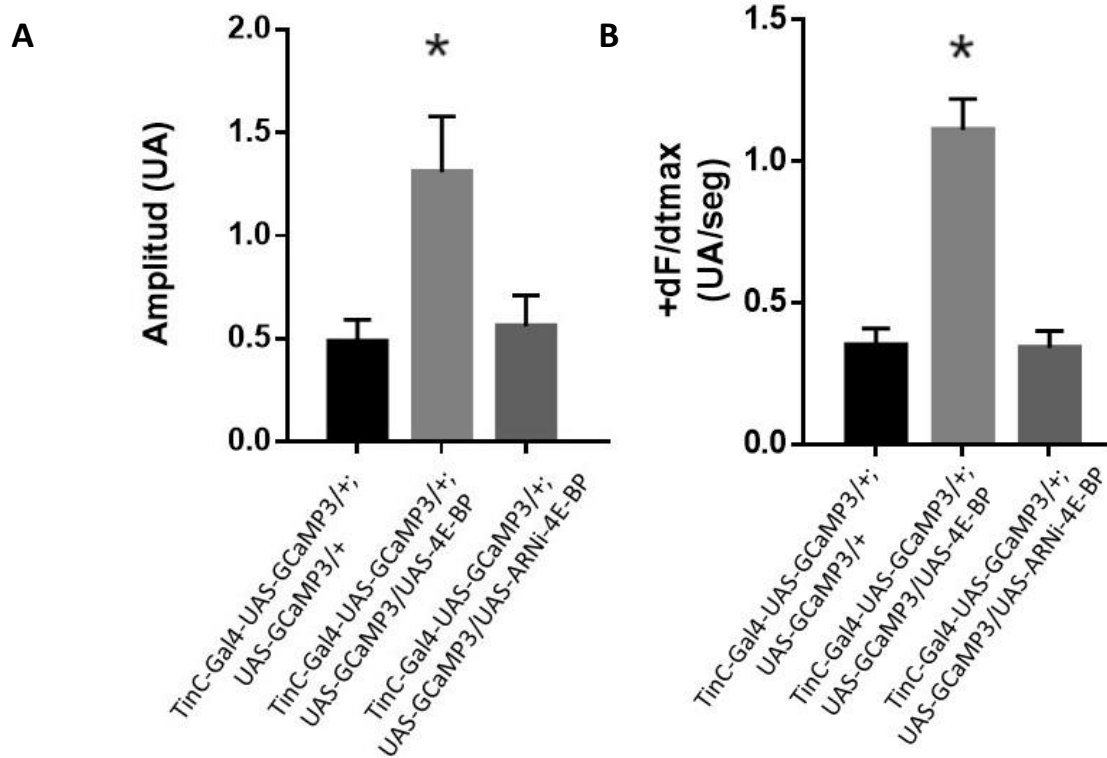 A
Amplitud (UA)
2.0
*
1.5
1.0
0.5
0.0
TinC-Gal4-UAS-GCaMP3/+;
UAS-GCaMP3/+
TinC-Gal4-UAS-GCaMP3/+;
UAS-GCaMP3/UAS-4E-BP
TinC-Gal4-UAS-GCaMP3/+;
UAS-GCaMP3/UAS-ARNi-4E-BP
B
+dF/dtmax
(UA/seg)
1.5
*
1.0
0.5
0.0
TinC-Gal4-UAS-GCaMP3/+;
UAS-GCaMP3/+
TinC-Gal4-UAS-GCaMP3/+;
UAS-GCaMP3/UAS-4E-BP
TinC-Gal4-UAS-GCaMP3/+;
UAS-GCaMP3/UAS-ARNi-4E-BP